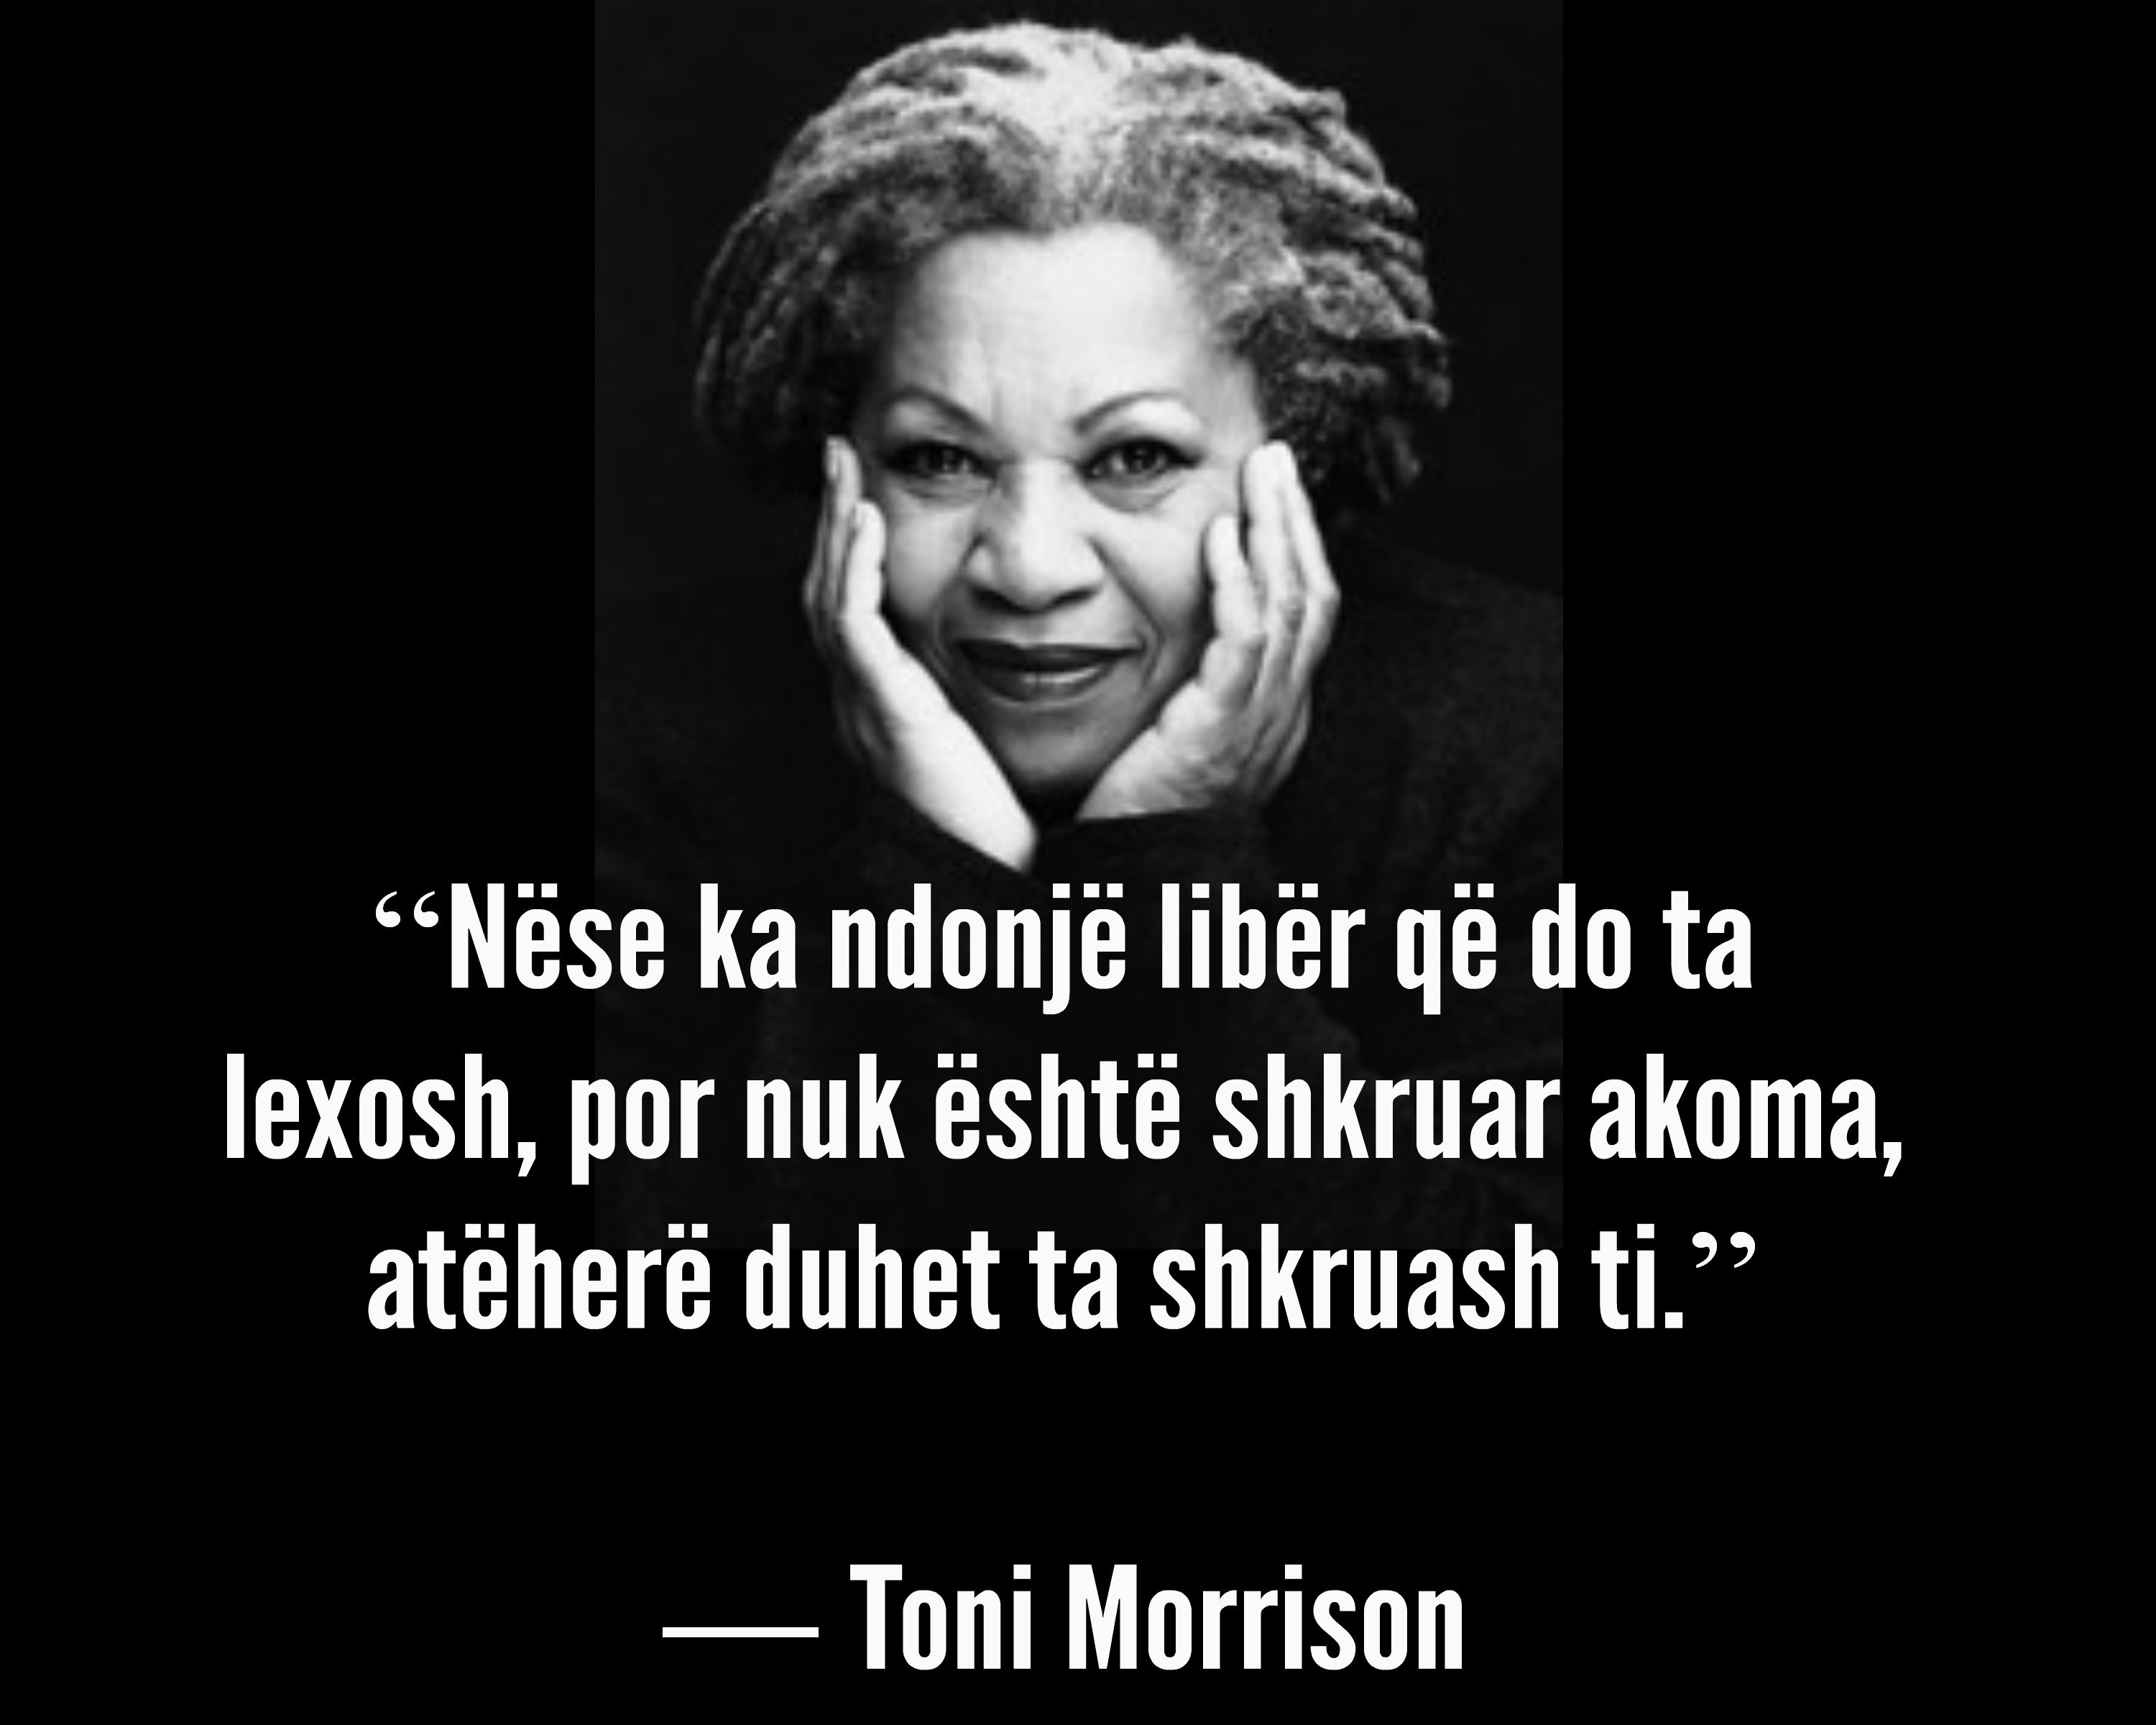 “Nëse ka ndonjë libër që do ta
lexosh, por nuk është shkruar akoma,
atëherë duhet ta shkruash ti.”
— Toni Morrison